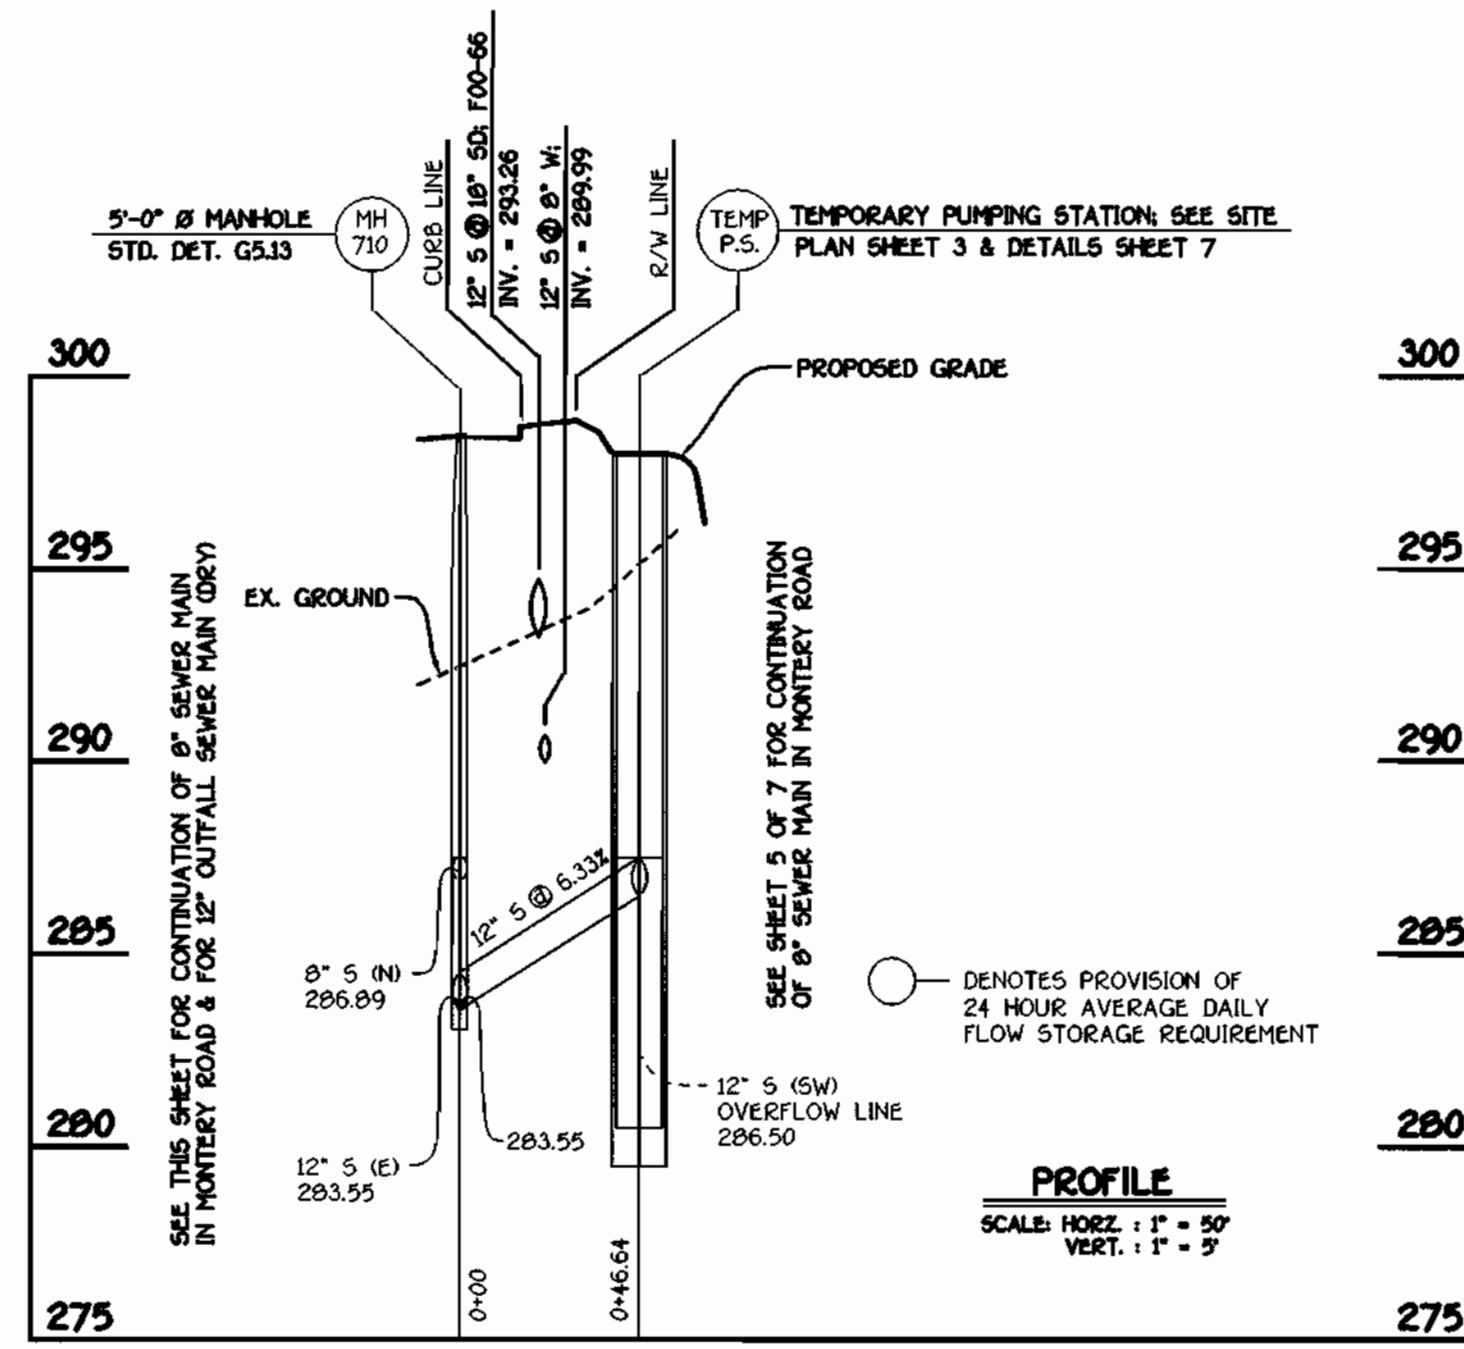 12" S @ 18" SD; F00-66
INV. = 293.26
12" S @ 8" W;
INV. = 289.99
CURB LINE
R/W LINE
5'-0" Ø MANHOLE
STD. DET. G5.13
MH
710
TEMP
P.S.
TEMPORARY PUMPING STATION; SEE SITE
PLAN SHEET 3 & DETAILS SHEET 7
300
300
PROPOSED GRADE
295
295
EX. GROUND
SEE THIS SHEET FOR CONTINUATION OF 8" SEWER MAIN
IN MONTERY ROAD & FOR 12" OUTFALL SEWER MAIN (DRY)
SEE SHEET 5 OF 7 FOR CONTINUATION
OF 8" SEWER MAIN IN MONTERY ROAD
290
290
12" S @ 6.33%
285
285
8" S (N)
286.89
DENOTES PROVISION OF
24 HOUR AVERAGE DAILY
FLOW STORAGE REQUIREMENT
12" S (SW)
OVERFLOW LINE
286.50
280
280
283.55
12" S (E)
283.55
PROFILE
SCALE: HORZ. : 1" = 50'
VERT. : 1" = 5'
0+00
0+46.64
275
275